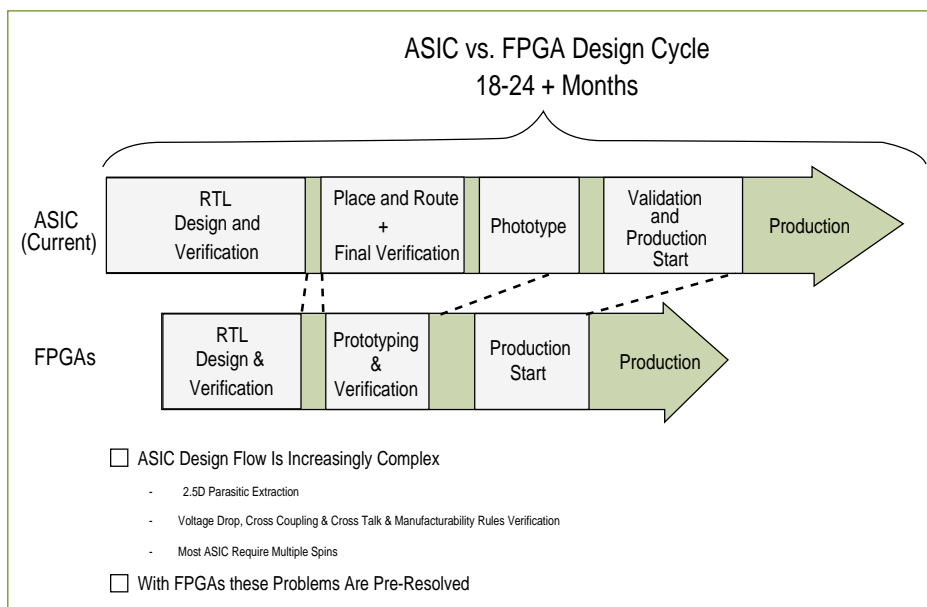 ASIC vs. FPGA Design Cycle
18-24 + Months
ASIC
(Current)
RTL
Design and
Verification
Place and Route
+
Final Verification
Phototype
Validation
and
Production
Start
Production
FPGAs
RTL
Design &
Verification
Prototyping
&
Verification
Production
Start
Production
ASIC Design Flow Is Increasingly Complex
- 2.5D Parasitic Extraction
- Voltage Drop, Cross Coupling & Cross Talk & Manufacturability Rules Verification
- Most ASIC Require Multiple Spins
With FPGAs these Problems Are Pre-Resolved